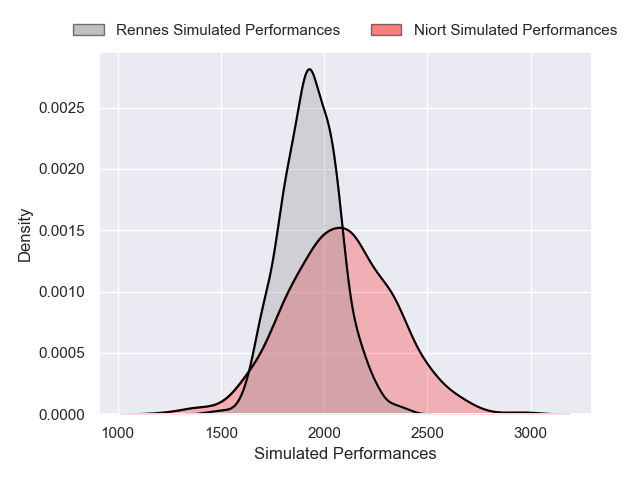 Rennes Simulated Performances Niort Simulated Performances
0.0025
0.0020
0.0015
0.0010
0.0005
0.0000
Density
1000 1500 2000 2500 3000
Simulated Performances